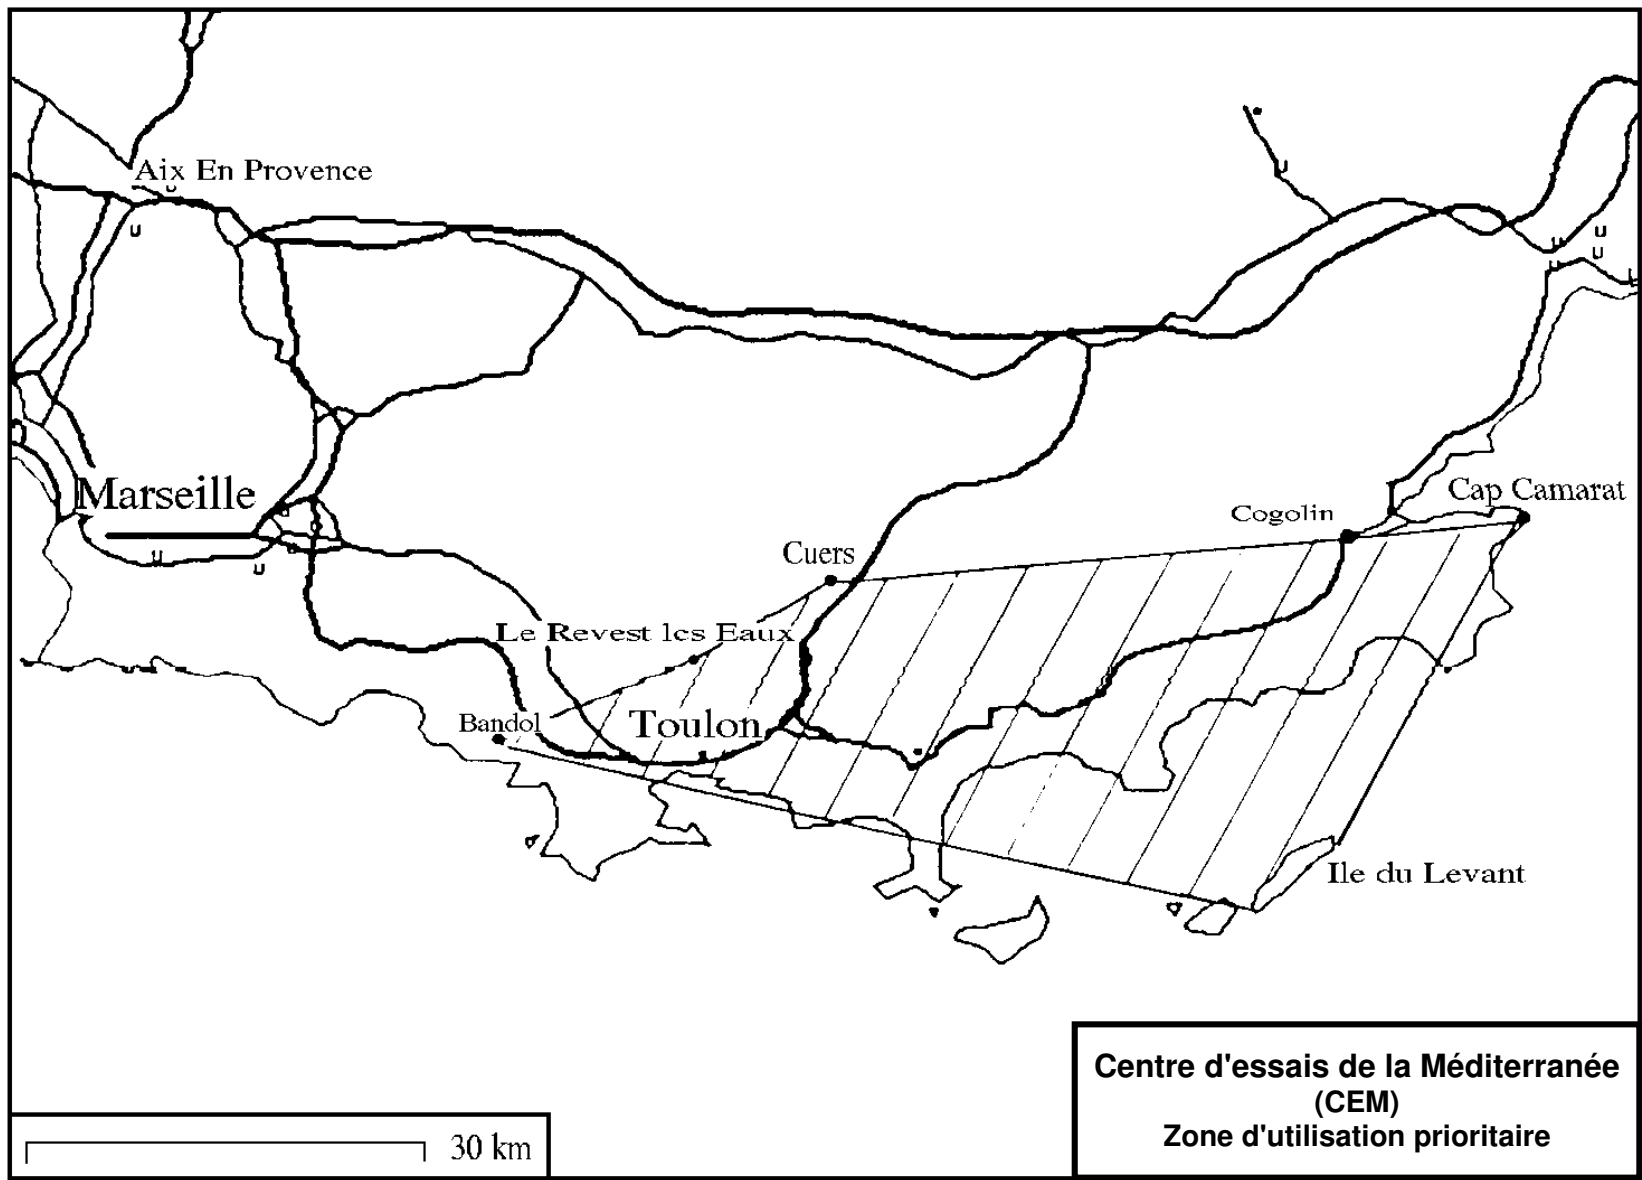 Aix En Provence
Marseille
Cap Camarat
Cogolin
Cuers
Le Revest les Eaux
Bandol
Toulon
Ile du Levant
30 km
Centre d'essais de la Méditerranée
(CEM)
Zone d'utilisation prioritaire